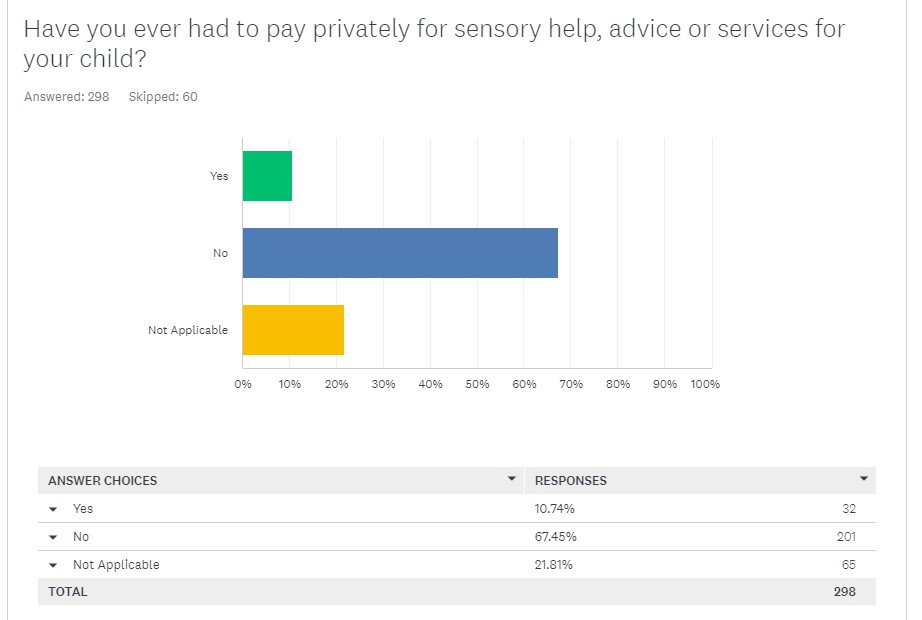 Have you ever had to pay privately for sensory help, advice or services for
your child?
Answered: 298 Skipped: 60
Yes
No
Not Applicable
0% 10% 20% 30% 40% 50% 60% 70% 80% 90% 100%
ANSWER CHOICES RESPONSES
Yes 10.74% 32
No 67.45% 201
Not Applicable 21.81% 65
TOTAL 298